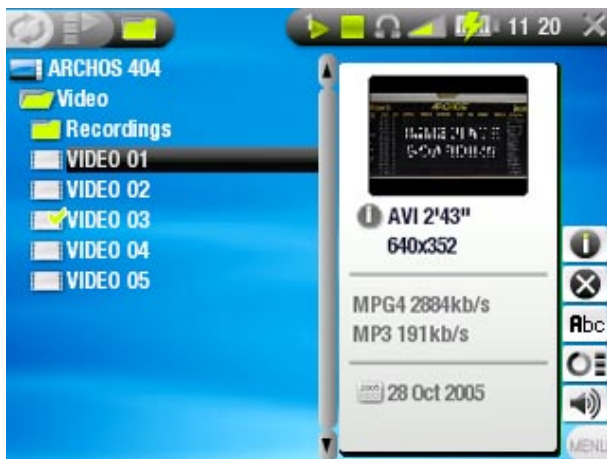 11 20
ARCHOS 404
Video
Recordings
VIDEO 01
VIDEO 02
VIDEO 03
VIDEO 04
VIDEO 05
ARCHOS
AVI 2'43"
640x352
MPG4 2884kb/s
MP3 191kb/s
28 Oct 2005
Abc
MENU